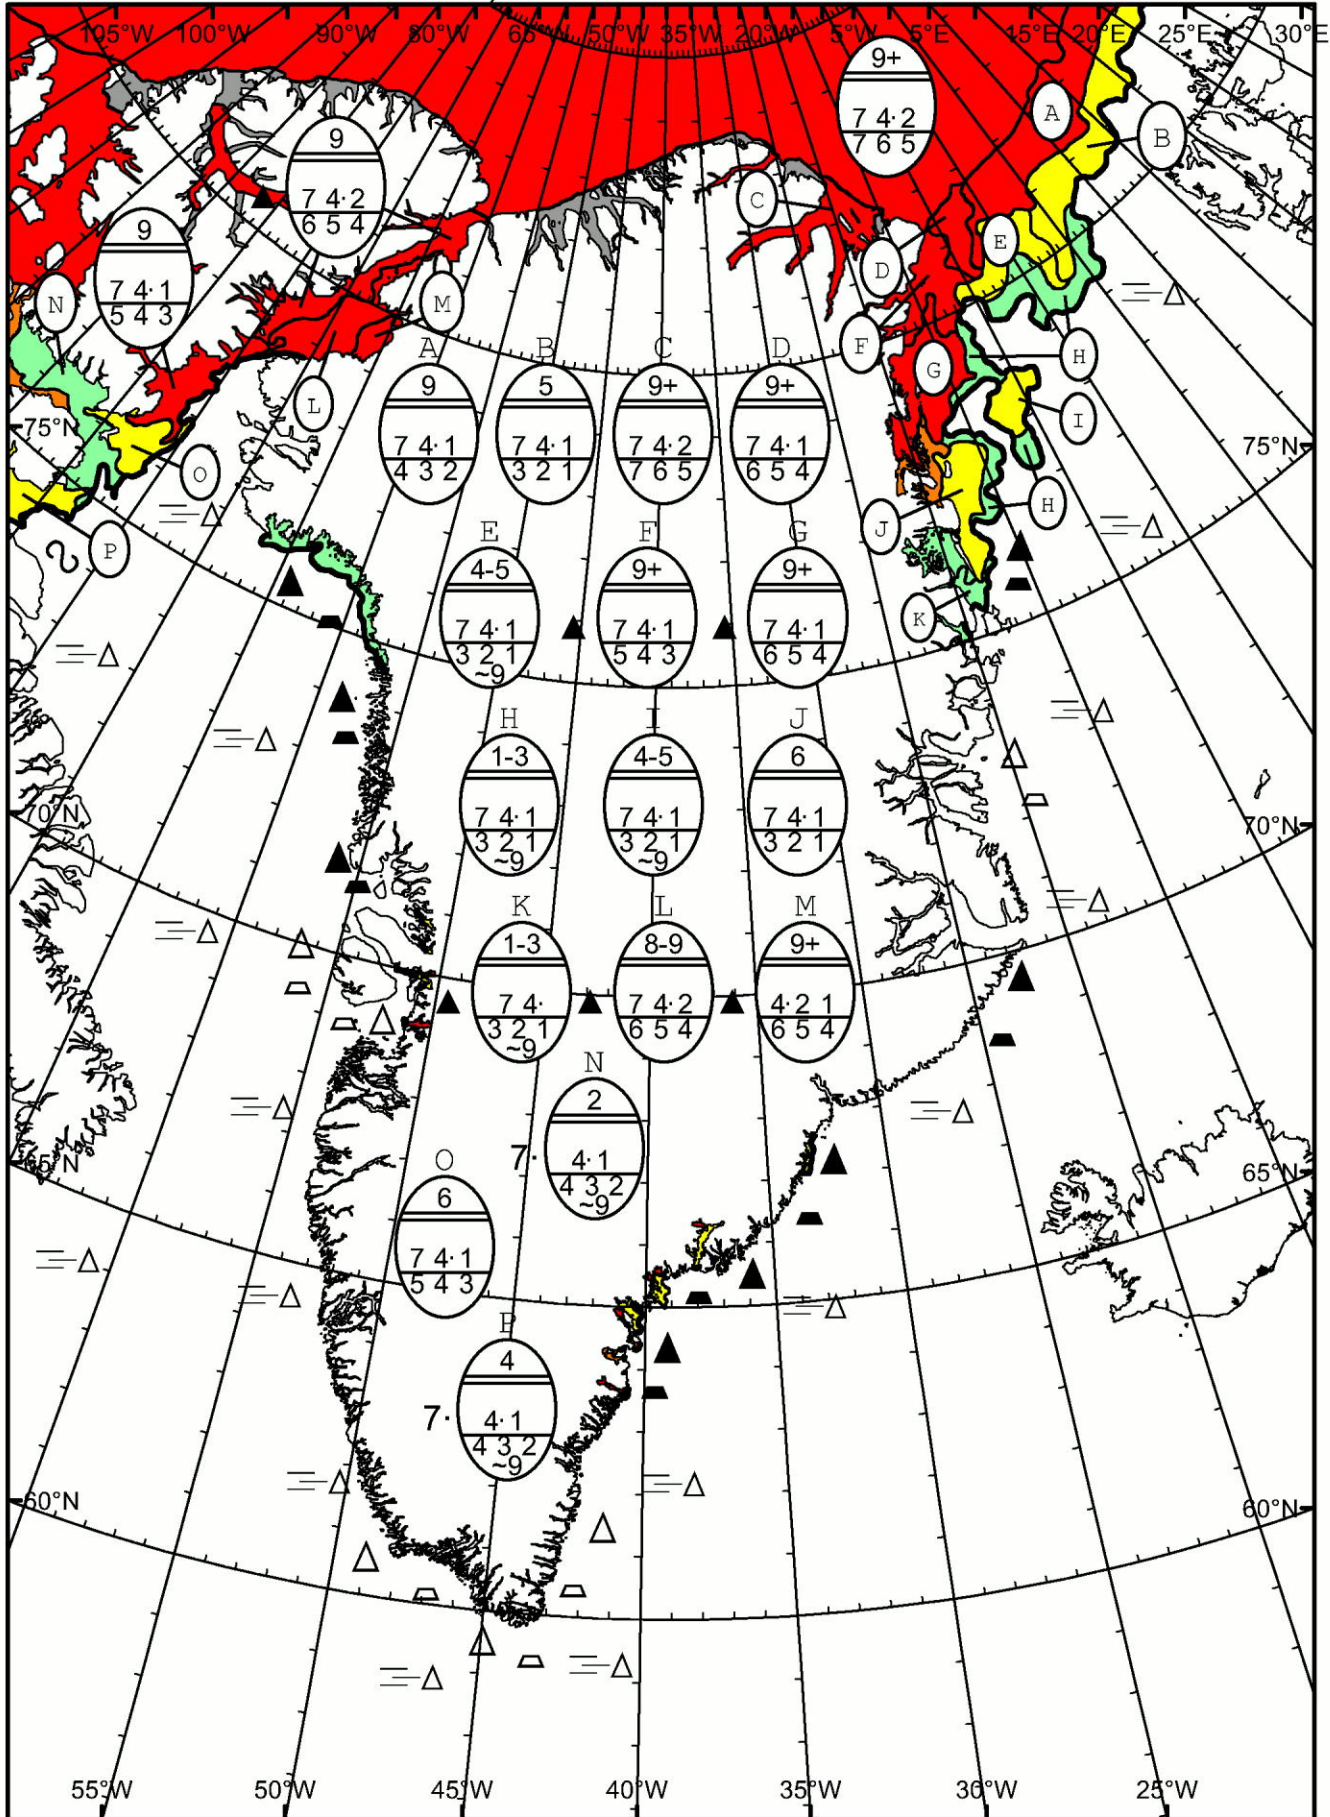 105°W 100°W 90°W 80°W 65°W 50°W 35°W 20°W 5°W 5°E 15°E 20°E 25°E 30°E
9+
7 4· 2
7 6 5
A
B
9
7 4· 2
6 5 4
C
9
7 4· 1
5 4 3
E
D
N
M
F
H
G
L
I
75°N
75°N
O
J
H
P
K
A B C D
9 5 9+ 9+
7 4· 1 7 4· 1 7 4· 2 7 4· 1
4 3 2 3 2 1 7 6 5 6 5 4
E F G
4-5 9+ 9+
7 4· 1 7 4· 1 7 4· 1
3 2 1 5 4 3 6 5 4
~9
H I J
1-3 4-5 6
7 4· 1 7 4· 1 7 4· 1
3 2 1 3 2 1 3 2 1
~9 ~9
70°N
70°N
K L M
1-3 8-9 9+
7 4· 7 4· 2 4· 2 1
3 2 1 6 5 4 6 5 4
~9
N
2
7· 4· 1
4 3 2
~9
65°N
65°N
O
6
7 4· 1
5 4 3
P
4
7· 4· 1
4 3 2
~9
60°N
60°N
55°W 50°W 45°W 40°W 35°W 30°W 25°W